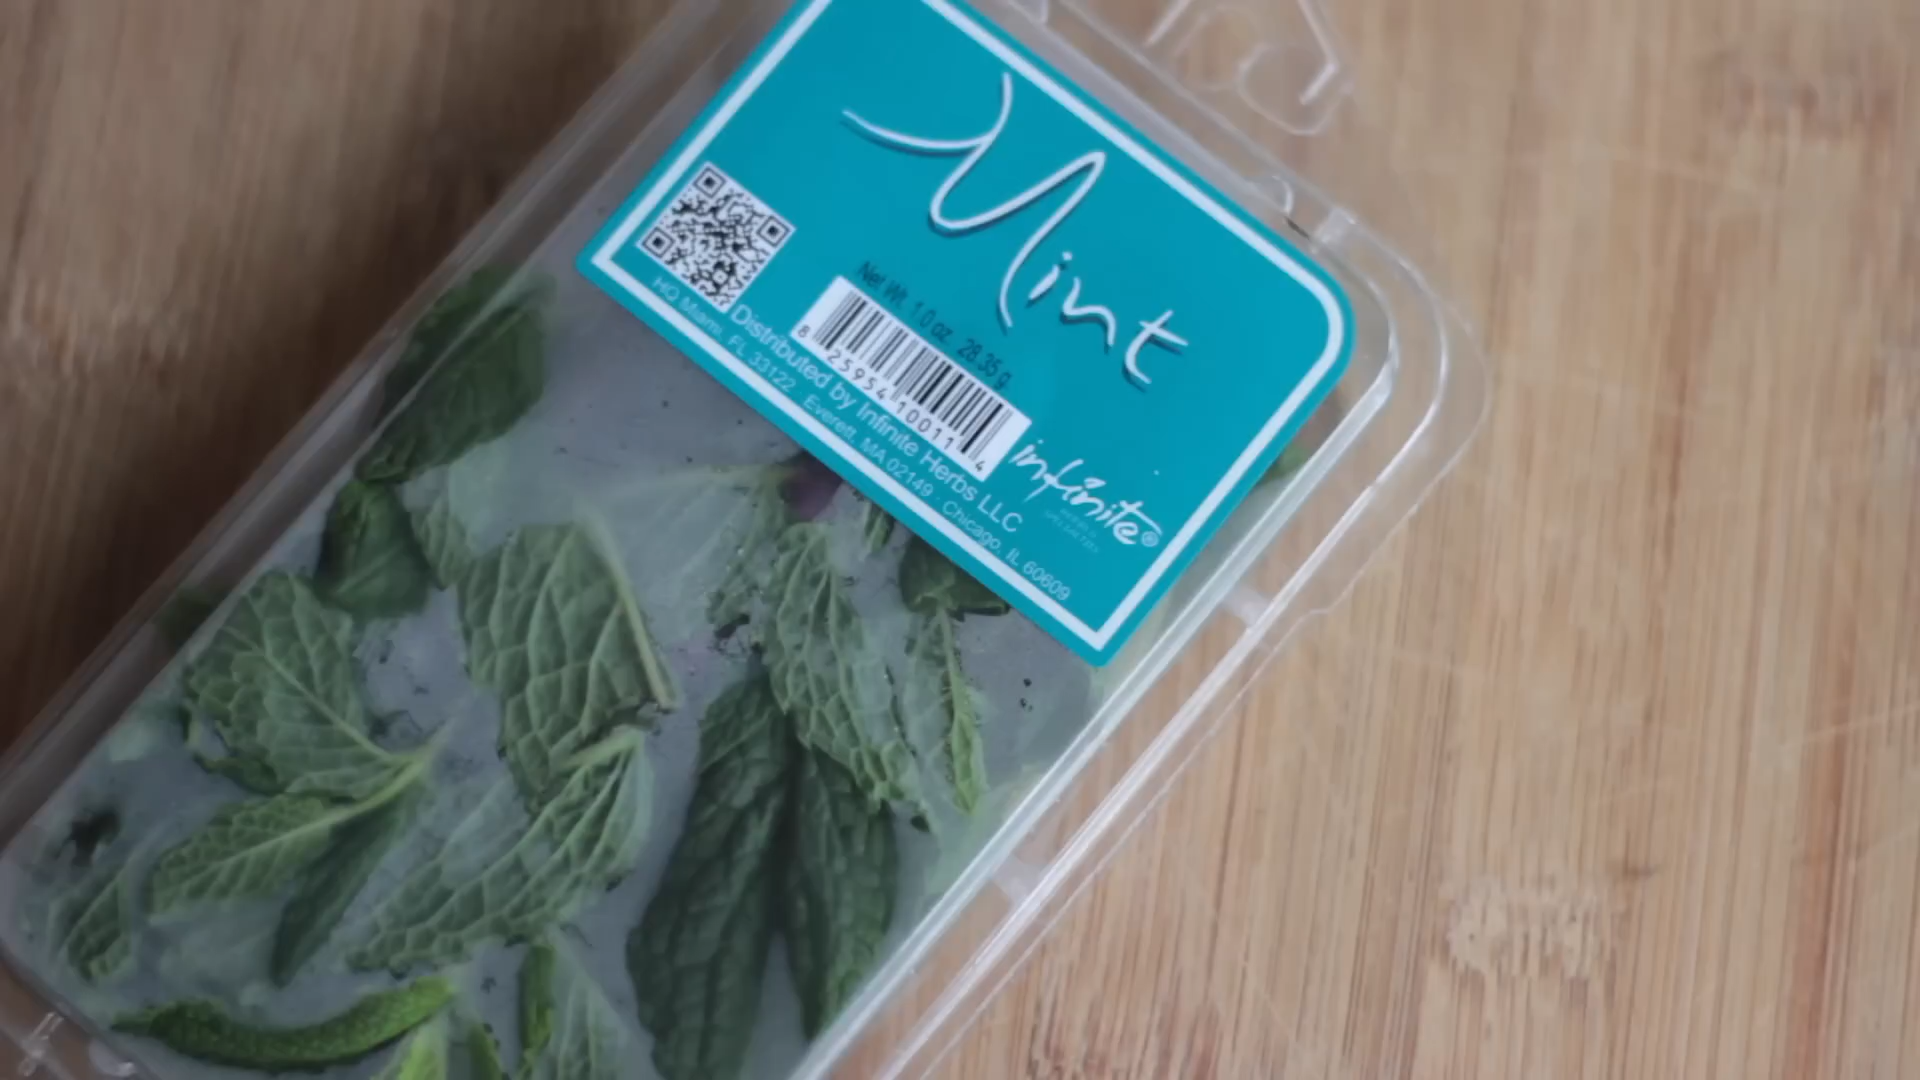 Mint
Net Wt. 1.0 oz. 28.35 g.
8 25954 10011 4
infinite®
Distributed by Infinite Herbs LLC
HQ Miami, FL 33122 · Everett, MA 02149 · Chicago, IL 60609